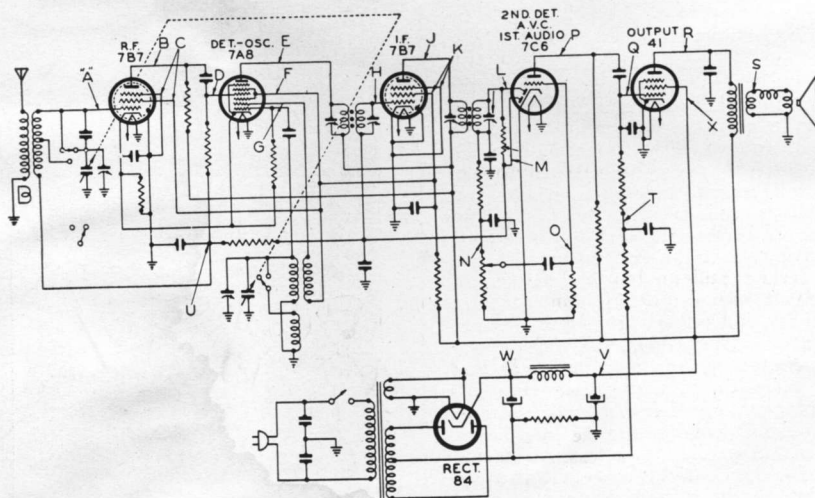 2ND. DET.
A.V.C.
1ST. AUDIO
7C6
R.F.
7B7
DET.-OSC.
7A8
I.F.
7B7
OUTPUT
41
"A"
B
C
D
E
F
G
H
J
K
L
M
N
O
P
Q
R
S
T
X
B
U
W
V
RECT.
84